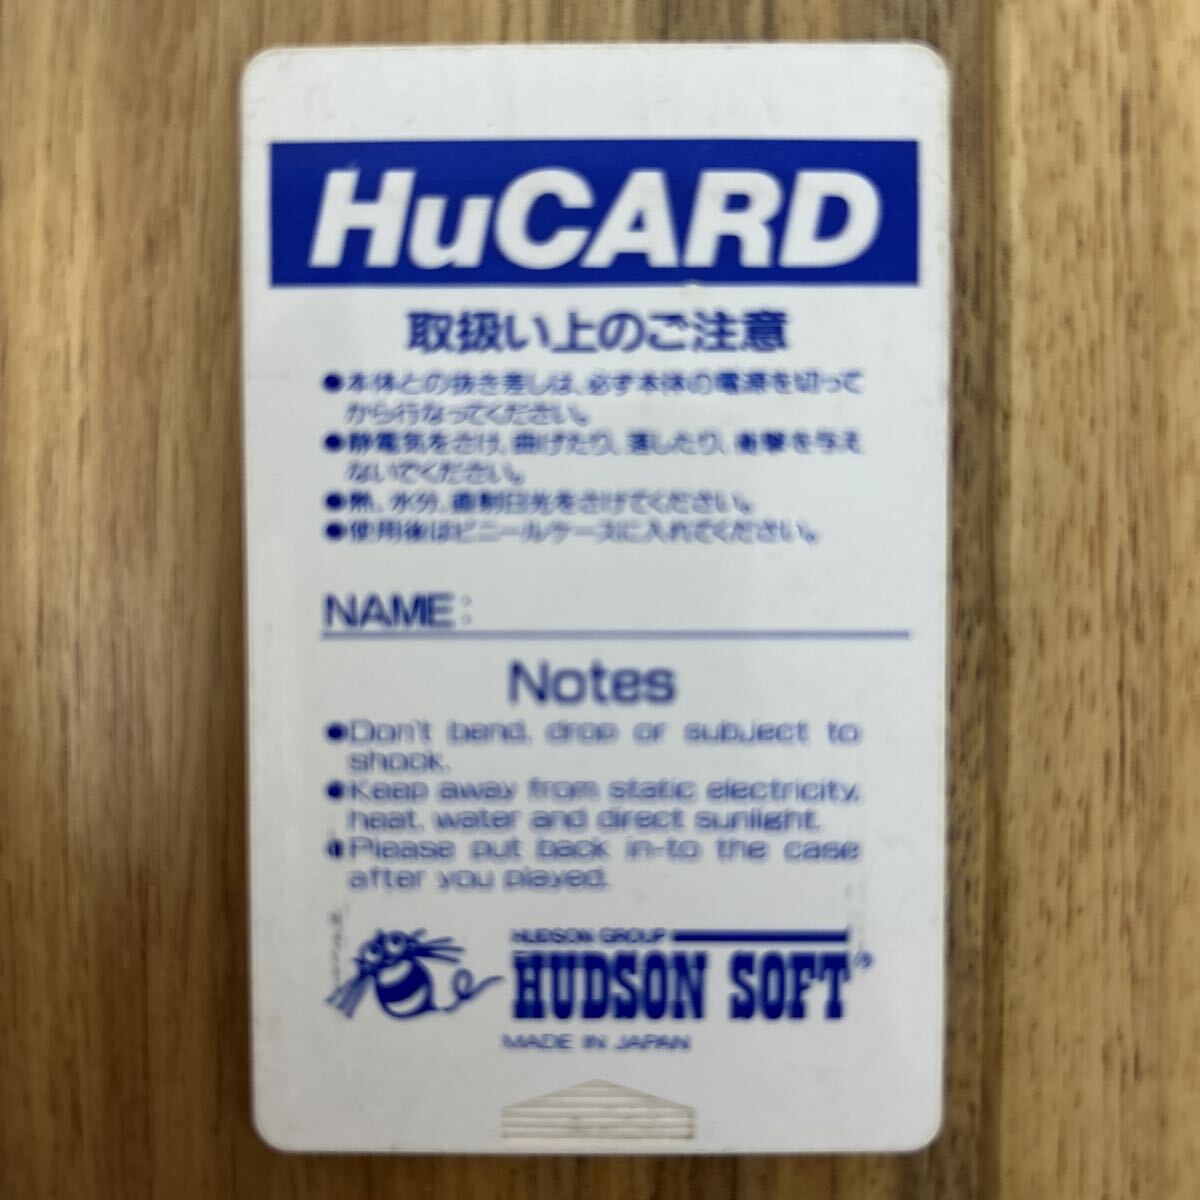 HuCARD
取扱い上のご注意
●本体との抜き差しは、必ず本体の電源を切って
から行なってください。
●静電気をさけ、曲げたり、落したり、衝撃を与え
ないでください。
●熱、水分、直射日光をさけてください。
●使用後はビニールケースに入れてください。
NAME:
Notes
●Don't bend, drop or subject to
shock.
●Keep away from static electricity,
heat, water and direct sunlight.
●Please put back in-to the case
after you played.
HUDSON GROUP
HUDSON SOFT®
MADE IN JAPAN